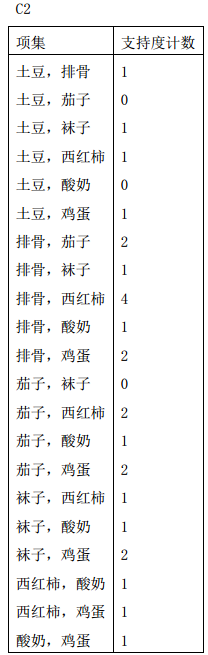 C2
项集 支持度计数
土豆，排骨 1
土豆，茄子 0
土豆，袜子 1
土豆，西红柿 1
土豆，酸奶 0
土豆，鸡蛋 1
排骨，茄子 2
排骨，袜子 1
排骨，西红柿 4
排骨，酸奶 1
排骨，鸡蛋 2
茄子，袜子 0
茄子，西红柿 2
茄子，酸奶 1
茄子，鸡蛋 2
袜子，西红柿 1
袜子，酸奶 1
袜子，鸡蛋 2
西红柿，酸奶 1
西红柿，鸡蛋 1
酸奶，鸡蛋 1